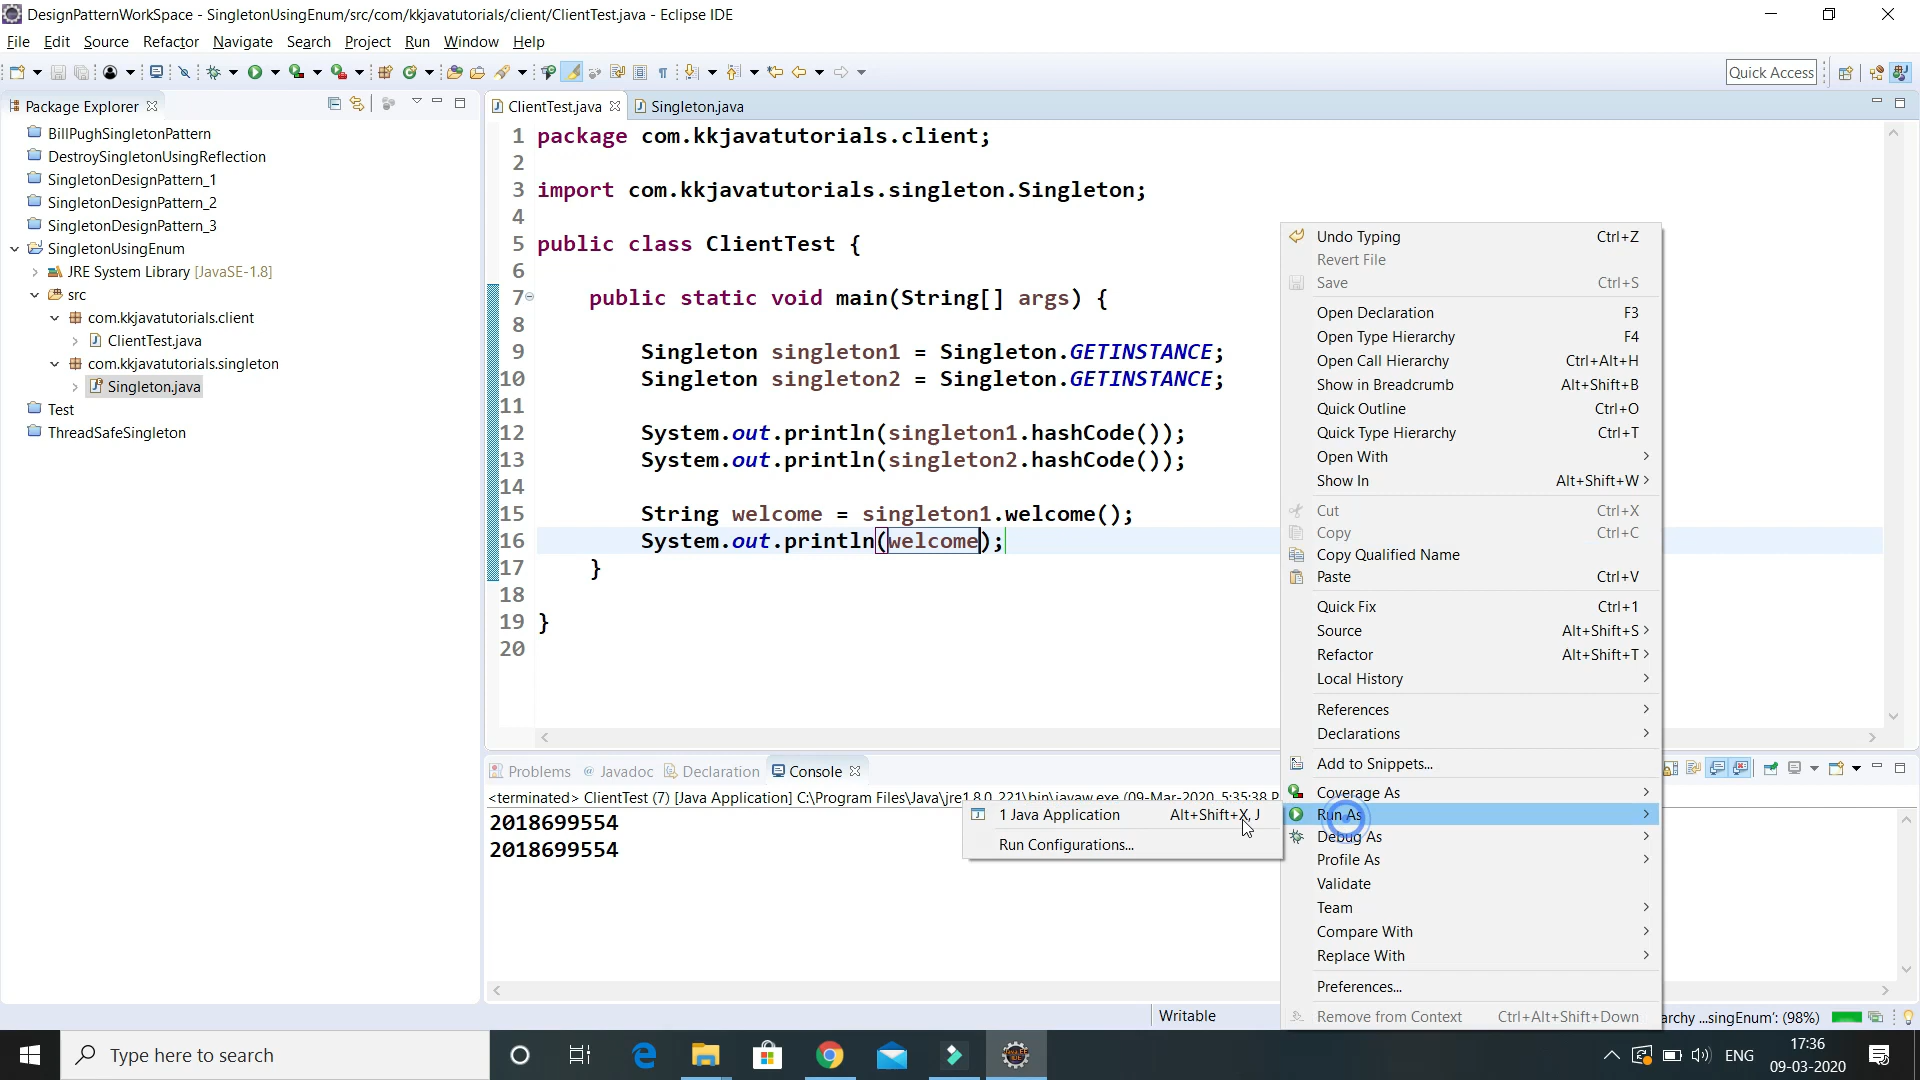 DesignPatternWorkSpace - SingletonUsingEnum/src/com/kkjavatutorials/client/ClientTest.java - Eclipse IDE
File Edit Source Refactor Navigate Search Project Run Window Help
Quick Access
Package Explorer
BillPughSingletonPattern
DestroySingletonUsingReflection
SingletonDesignPattern_1
SingletonDesignPattern_2
SingletonDesignPattern_3
SingletonUsingEnum
JRE System Library [JavaSE-1.8]
src
com.kkjavatutorials.client
ClientTest.java
com.kkjavatutorials.singleton
Singleton.java
Test
ThreadSafeSingleton
ClientTest.java Singleton.java
1 package com.kkjavatutorials.client;
2
3 import com.kkjavatutorials.singleton.Singleton;
4
5 public class ClientTest {
6
7 public static void main(String[] args) {
8
9 Singleton singleton1 = Singleton.GETINSTANCE;
10 Singleton singleton2 = Singleton.GETINSTANCE;
11
12 System.out.println(singleton1.hashCode());
13 System.out.println(singleton2.hashCode());
14
15 String welcome = singleton1.welcome();
16 System.out.println(welcome);
17 }
18
19 }
20
Undo Typing Ctrl+Z
Revert File
Save Ctrl+S
Open Declaration F3
Open Type Hierarchy F4
Open Call Hierarchy Ctrl+Alt+H
Show in Breadcrumb Alt+Shift+B
Quick Outline Ctrl+O
Quick Type Hierarchy Ctrl+T
Open With
Show In Alt+Shift+W
Cut Ctrl+X
Copy Ctrl+C
Copy Qualified Name
Paste Ctrl+V
Quick Fix Ctrl+1
Source Alt+Shift+S
Refactor Alt+Shift+T
Local History
References
Declarations
Add to Snippets...
Coverage As
Run As
Debug As
Profile As
Validate
Team
Compare With
Replace With
Preferences...
Remove from Context Ctrl+Alt+Shift+Down
1 Java Application Alt+Shift+X, J
Run Configurations...
Problems @ Javadoc Declaration Console
<terminated> ClientTest (7) [Java Application] C:\Program Files\Java\jre1.8.0_221\bin\javaw.exe (09-Mar-2020, 5:35:38 P
2018699554
2018699554
Writable
archy ...singEnum': (98%)
Type here to search
ENG
17:36
09-03-2020